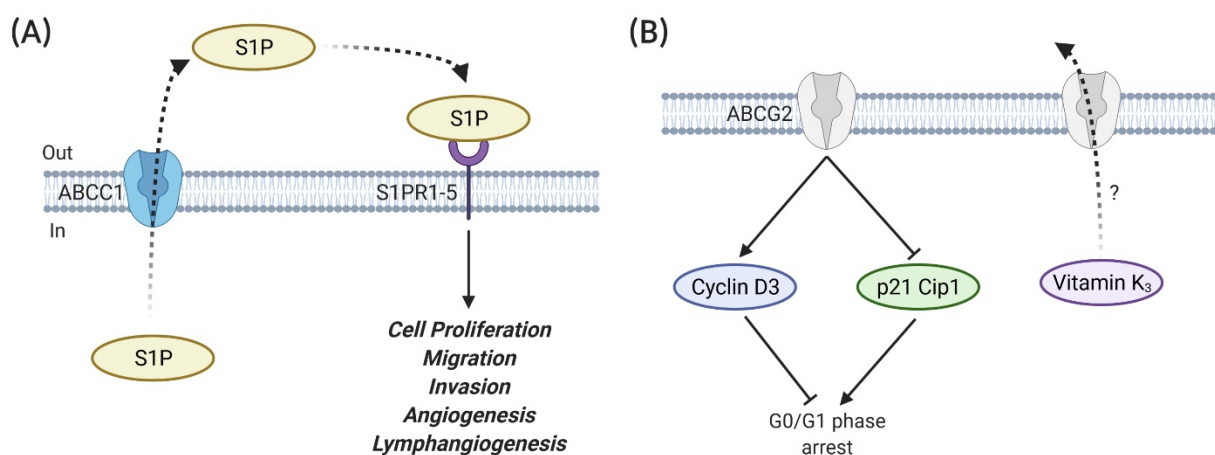 (A)
S1P
S1P
Out
ABCC1
S1PR1-5
In
S1P
Cell Proliferation
Migration
Invasion
Angiogenesis
Lymphangiogenesis
(B)
ABCG2
?
Cyclin D3
p21 Cip1
Vitamin K₃
G0/G1 phase
arrest